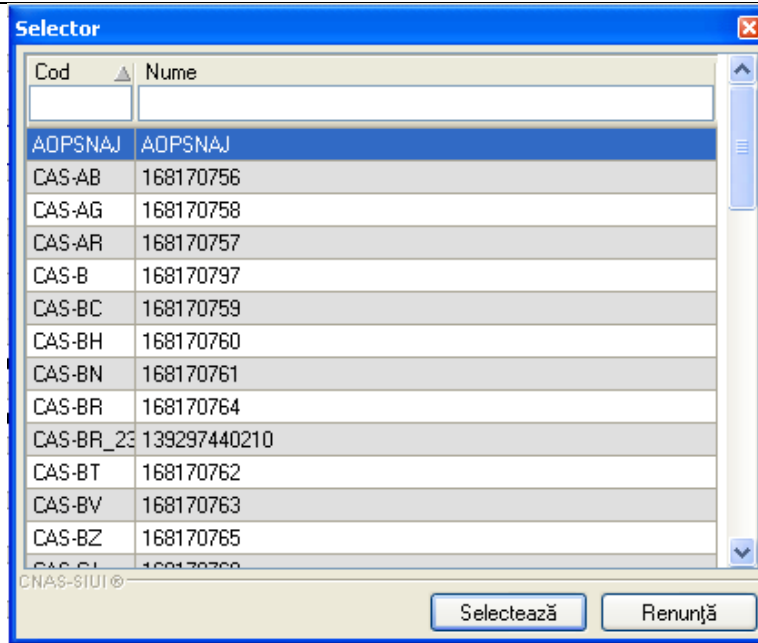 Selector
Cod Nume
AOPSNAJ AOPSNAJ
CAS-AB 168170756
CAS-AG 168170758
CAS-AR 168170757
CAS-B 168170797
CAS-BC 168170759
CAS-BH 168170760
CAS-BN 168170761
CAS-BR 168170764
CAS-BR_23 139297440210
CAS-BT 168170762
CAS-BV 168170763
CAS-BZ 168170765
CNAS-SIUI ®
Selectează Renunţă